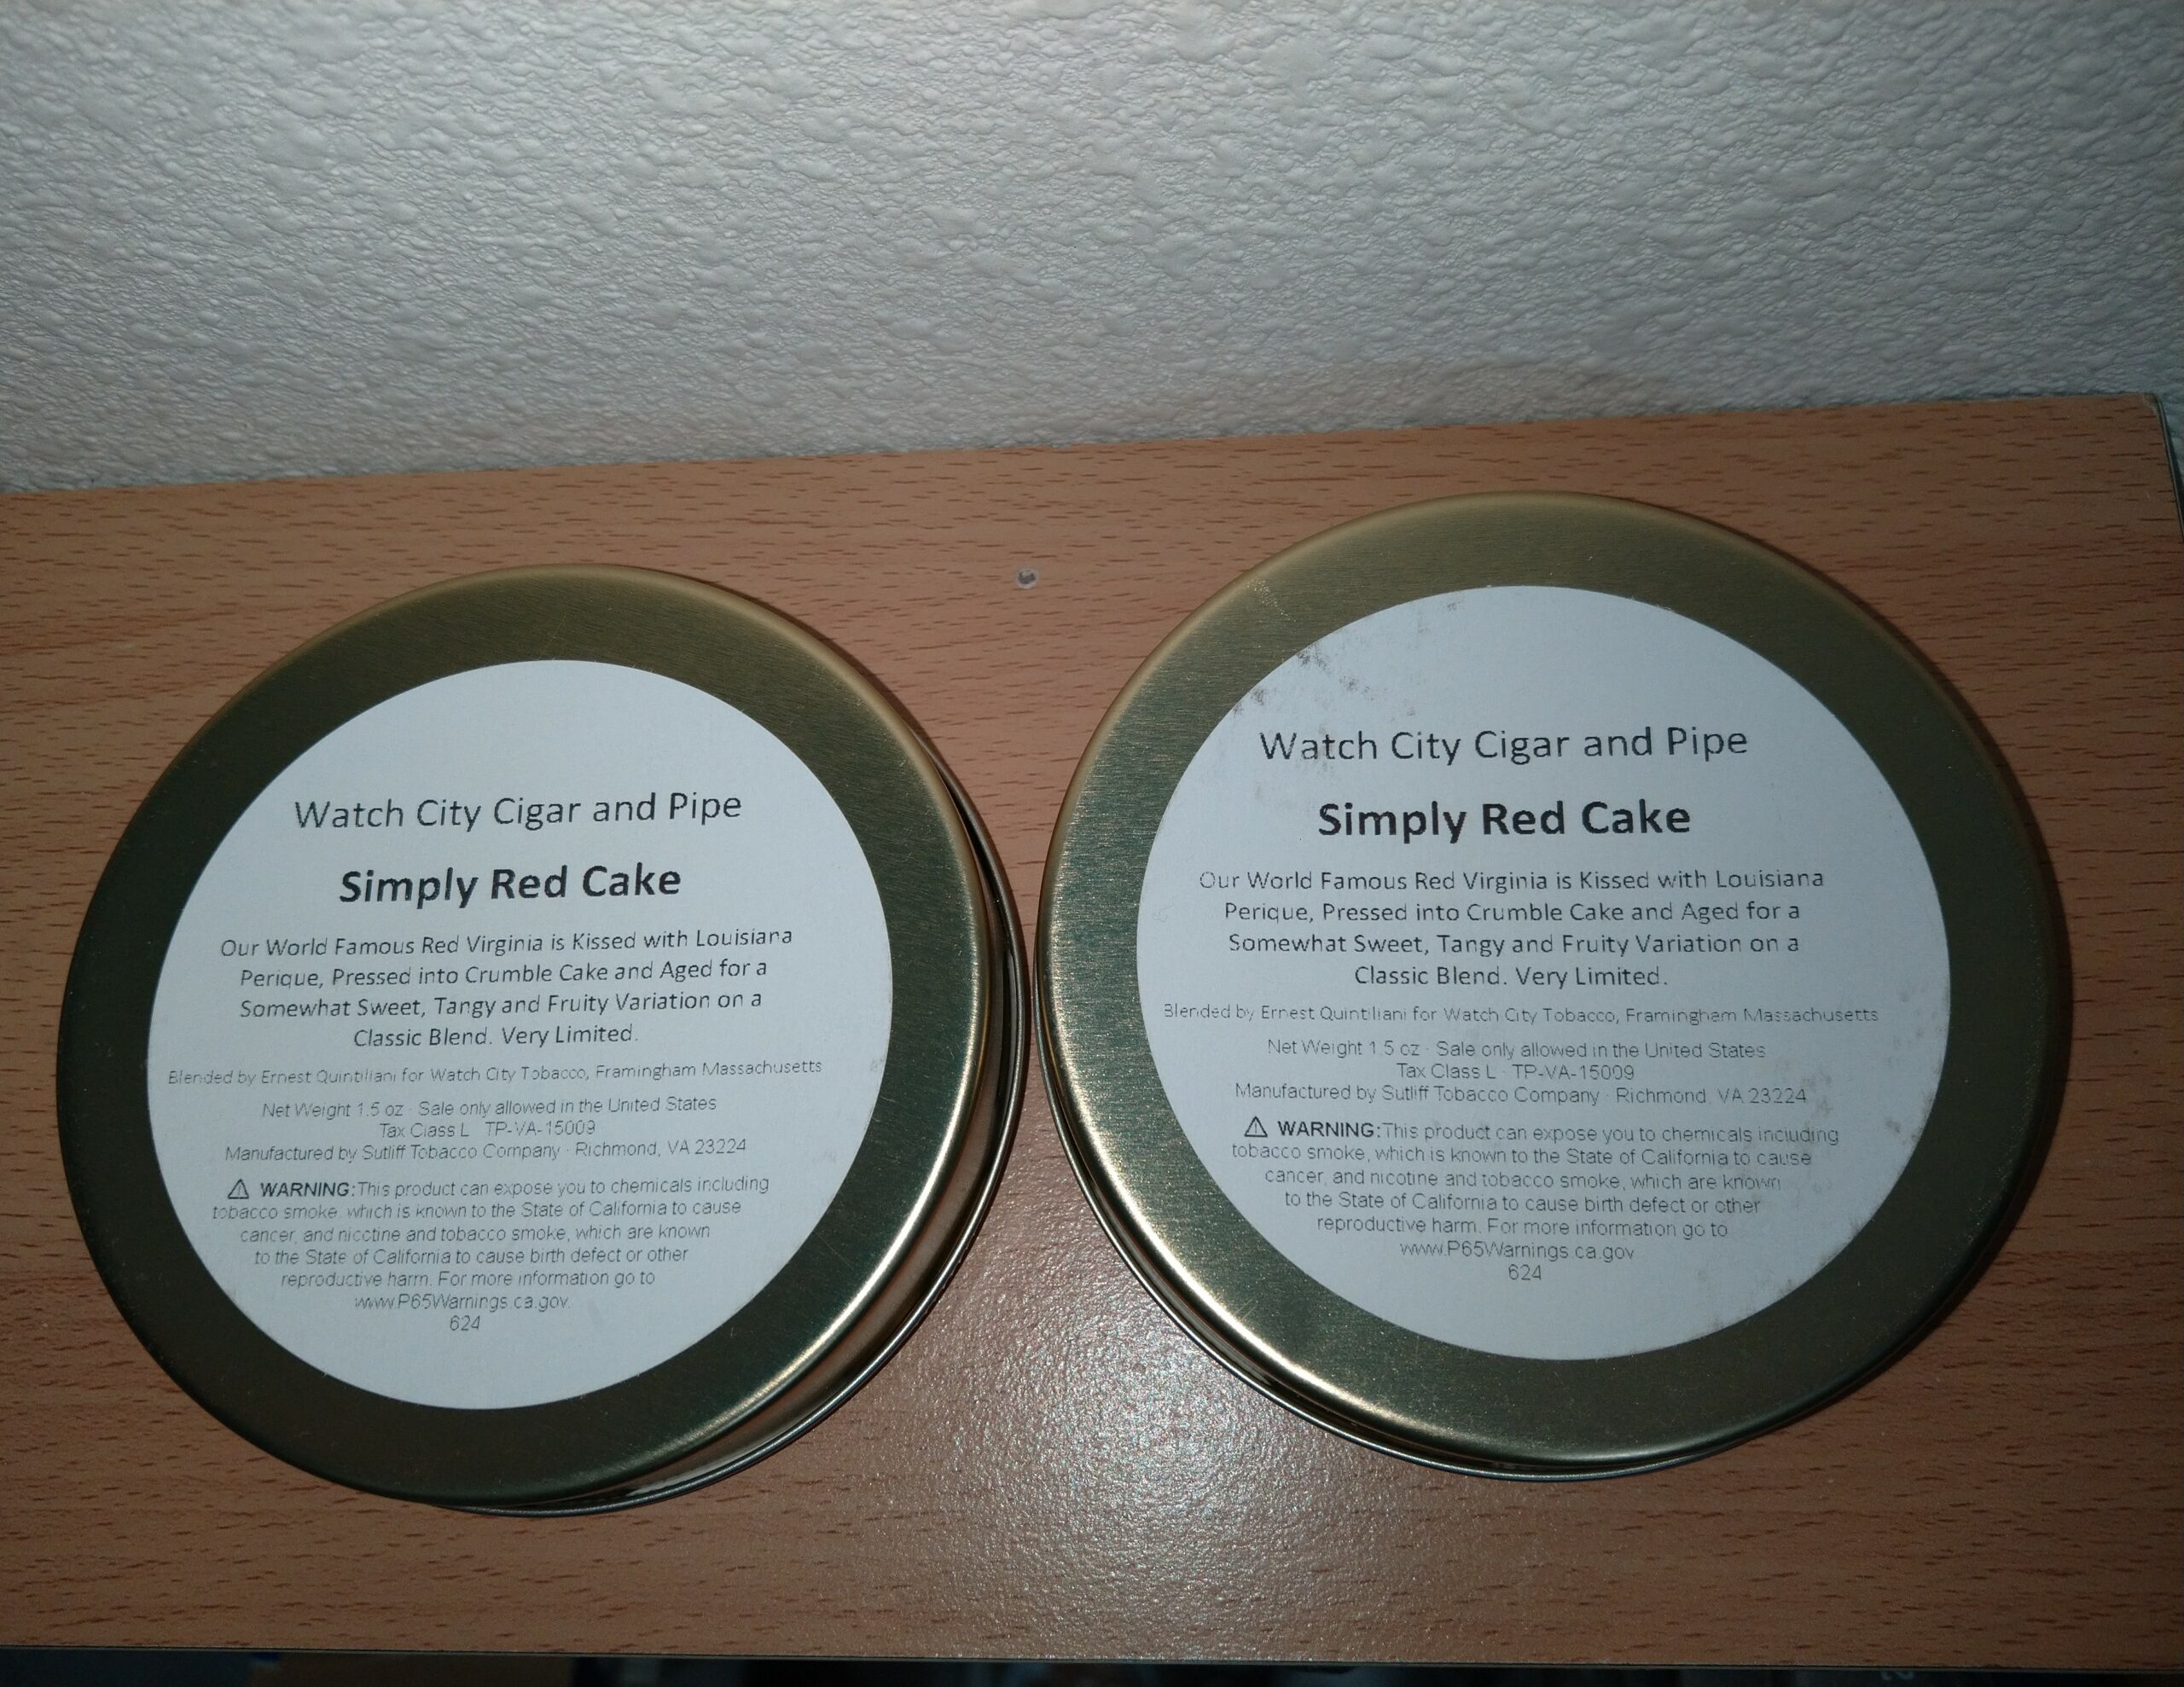 Watch City Cigar and Pipe
Simply Red Cake
Our World Famous Red Virginia is Kissed with Louisiana
Perique, Pressed into Crumble Cake and Aged for a
Somewhat Sweet, Tangy and Fruity Variation on a
Classic Blend. Very Limited.
Blended by Ernest Quintiliani for Watch City Tobacco, Framingham Massachusetts
Net Weight 1.5 oz · Sale only allowed in the United States
Tax Class L · TP-VA-15009
Manufactured by Sutliff Tobacco Company · Richmond, VA 23224
⚠ WARNING: This product can expose you to chemicals including
tobacco smoke, which is known to the State of California to cause
cancer, and nicotine and tobacco smoke, which are known
to the State of California to cause birth defect or other
reproductive harm. For more information go to
www.P65Warnings.ca.gov.
624
Watch City Cigar and Pipe
Simply Red Cake
Our World Famous Red Virginia is Kissed with Louisiana
Perique, Pressed into Crumble Cake and Aged for a
Somewhat Sweet, Tangy and Fruity Variation on a
Classic Blend. Very Limited.
Blended by Ernest Quintiliani for Watch City Tobacco, Framingham Massachusetts
Net Weight 1.5 oz · Sale only allowed in the United States
Tax Class L · TP-VA-15009
Manufactured by Sutliff Tobacco Company · Richmond, VA 23224
⚠ WARNING: This product can expose you to chemicals including
tobacco smoke, which is known to the State of California to cause
cancer, and nicotine and tobacco smoke, which are known
to the State of California to cause birth defect or other
reproductive harm. For more information go to
www.P65Warnings.ca.gov
624